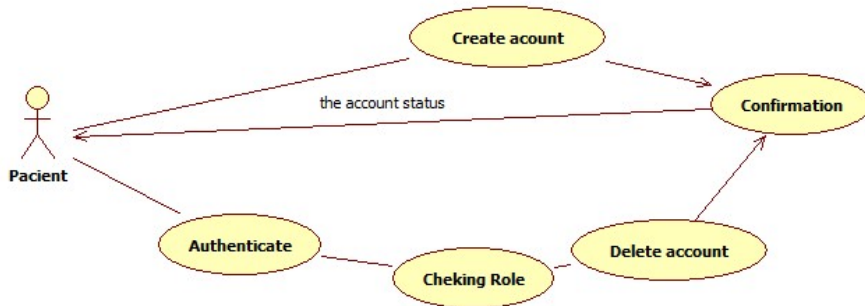 Create acount
the account status
Confirmation
Pacient
Authenticate
Delete account
Cheking Role